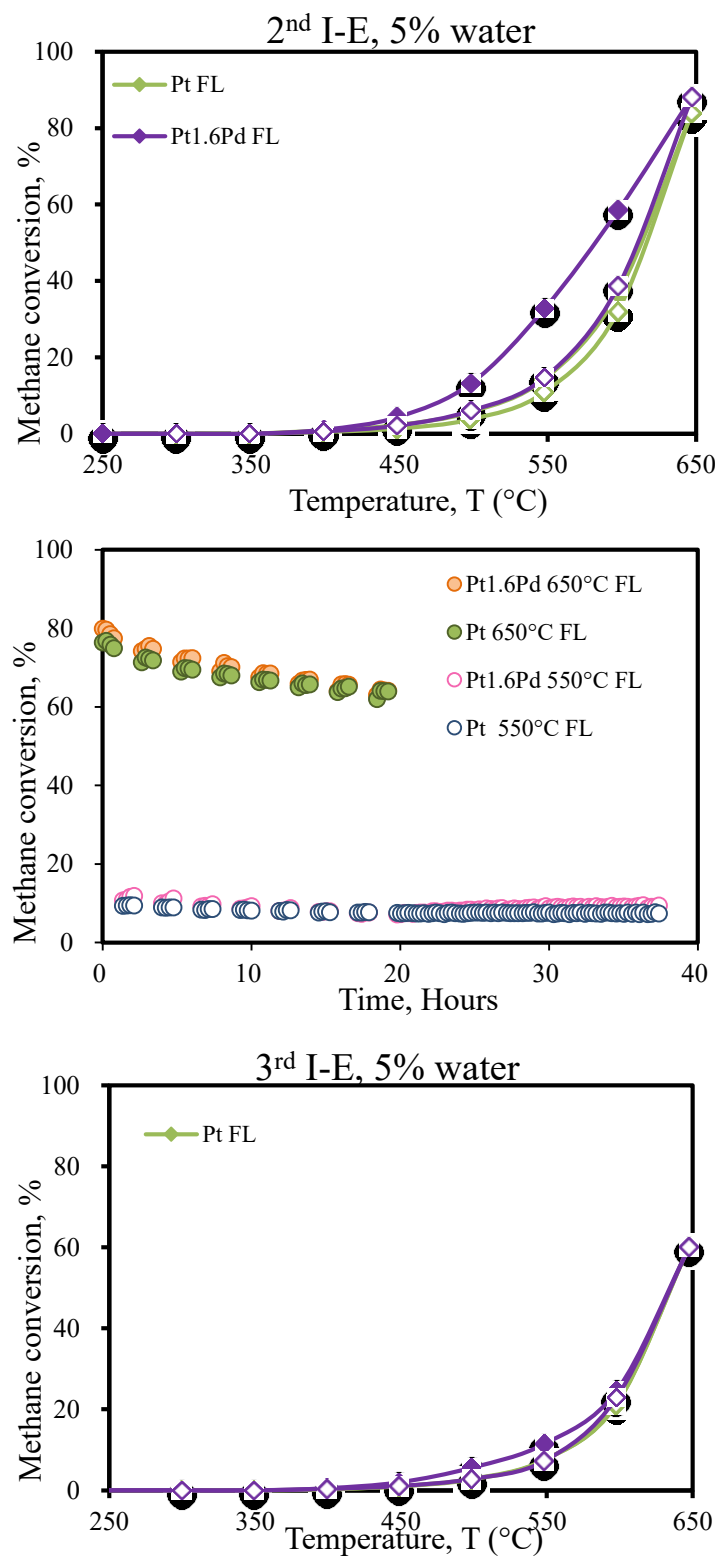 2nd I-E, 5% water
100
80
60
40
20
0
Methane conversion, %
Pt FL
Pt1.6Pd FL
250
350
450
550
650
Temperature, T (°C)
100
80
60
40
20
0
Methane conversion, %
Pt1.6Pd 650°C FL
Pt 650°C FL
Pt1.6Pd 550°C FL
Pt 550°C FL
0
10
20
30
40
Time, Hours
3rd I-E, 5% water
100
80
60
40
20
0
Methane conversion, %
Pt FL
250
350
450
550
650
Temperature, T (°C)